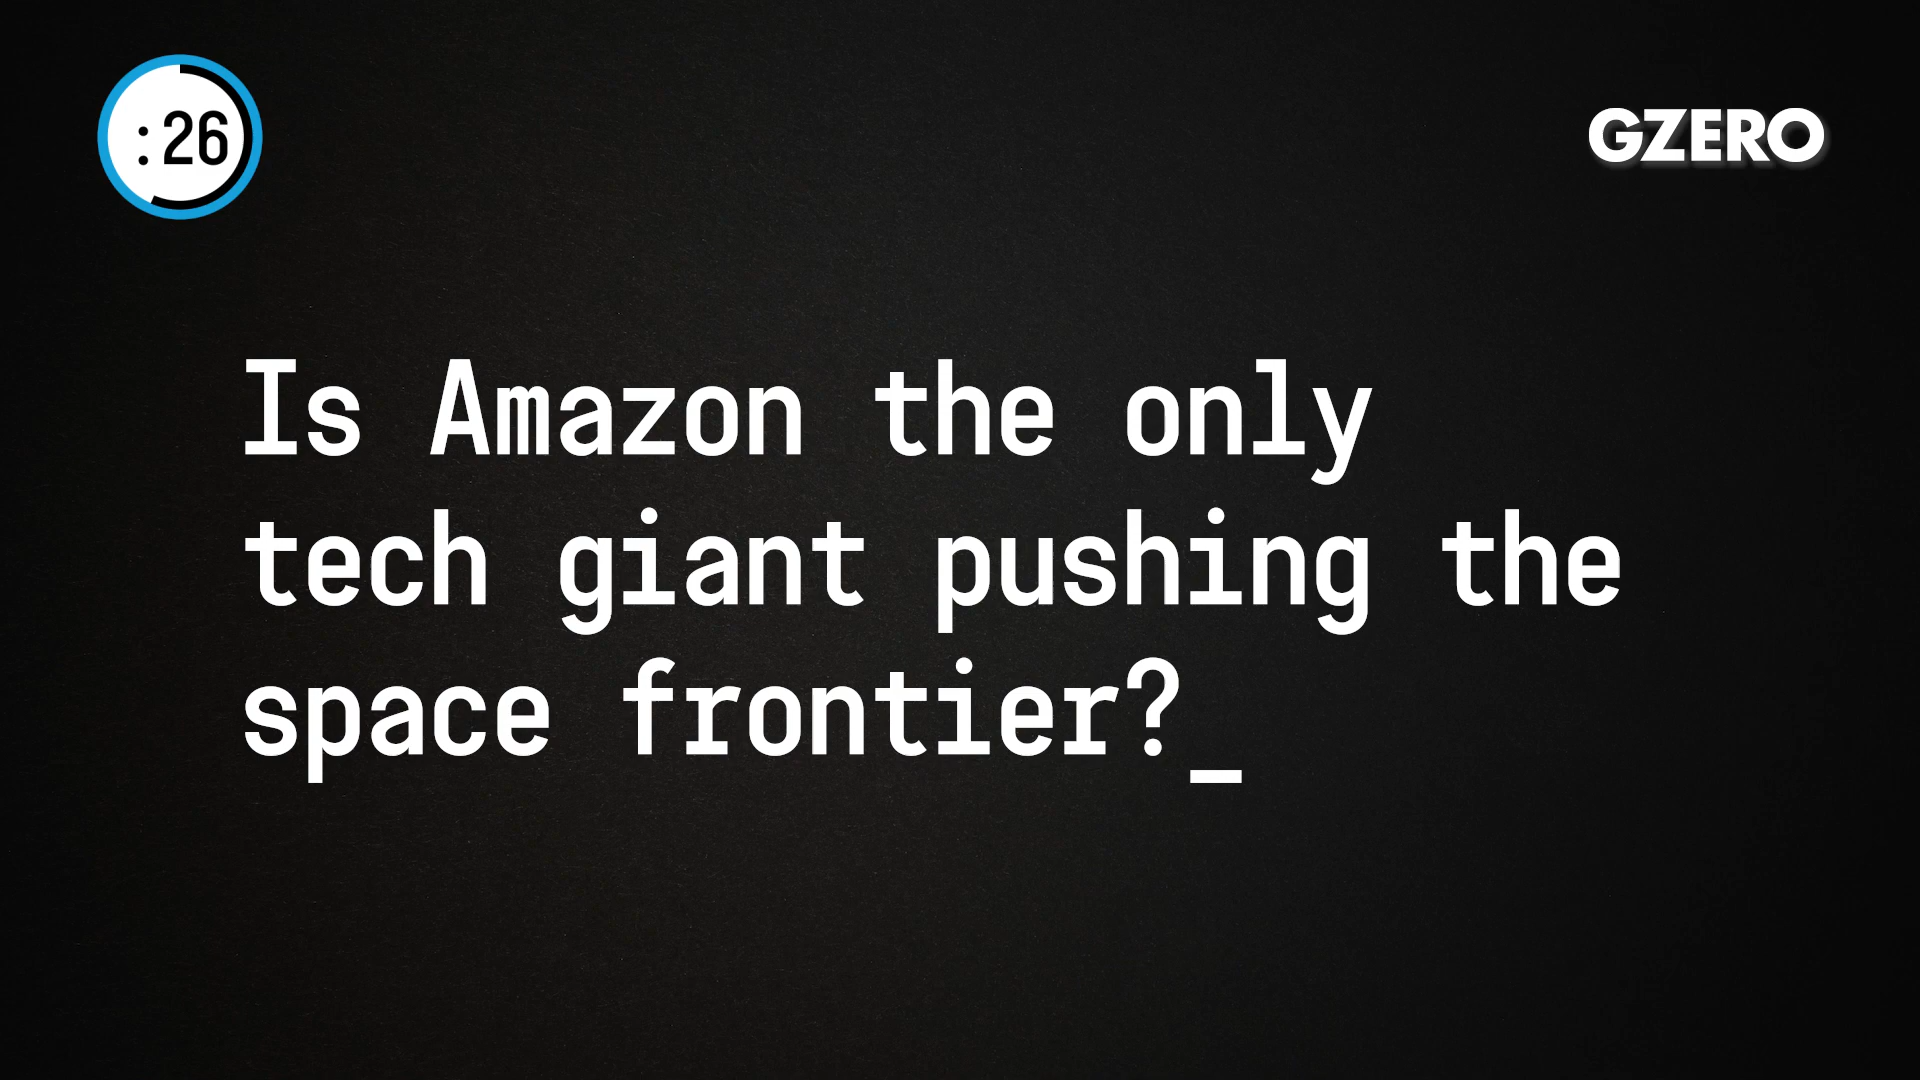 :26
GZERO
Is Amazon the only
tech giant pushing the
space frontier?_